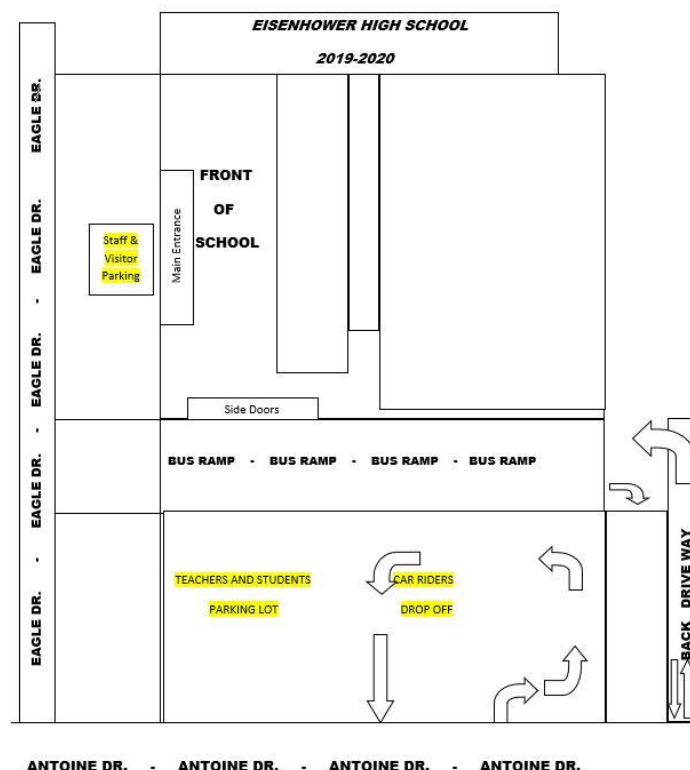 EISENHOWER HIGH SCHOOL
2019-2020
EAGLE DR. - EAGLE DR. - EAGLE DR. - EAGLE DR. EAGLE DR.
Staff &
Visitor
Parking
Main Entrance
FRONT
OF
SCHOOL
Side Doors
BUS RAMP - BUS RAMP - BUS RAMP - BUS RAMP
TEACHERS AND STUDENTS
PARKING LOT
CAR RIDERS
DROP OFF
BACK DRIVE WAY
ANTOINE DR. - ANTOINE DR. - ANTOINE DR. - ANTOINE DR.